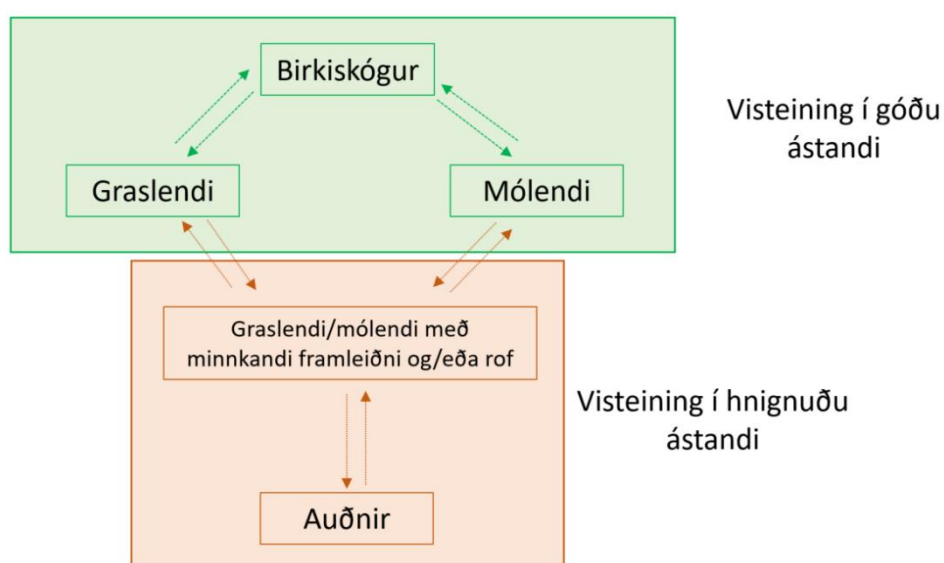 Birkiskógur
Visteining í góðu
ástandi
Graslendi
Mólendi
Graslendi/mólendi með
minnkandi framleiðni og/eða rof
Visteining í hnignuðu
ástandi
Auðnir